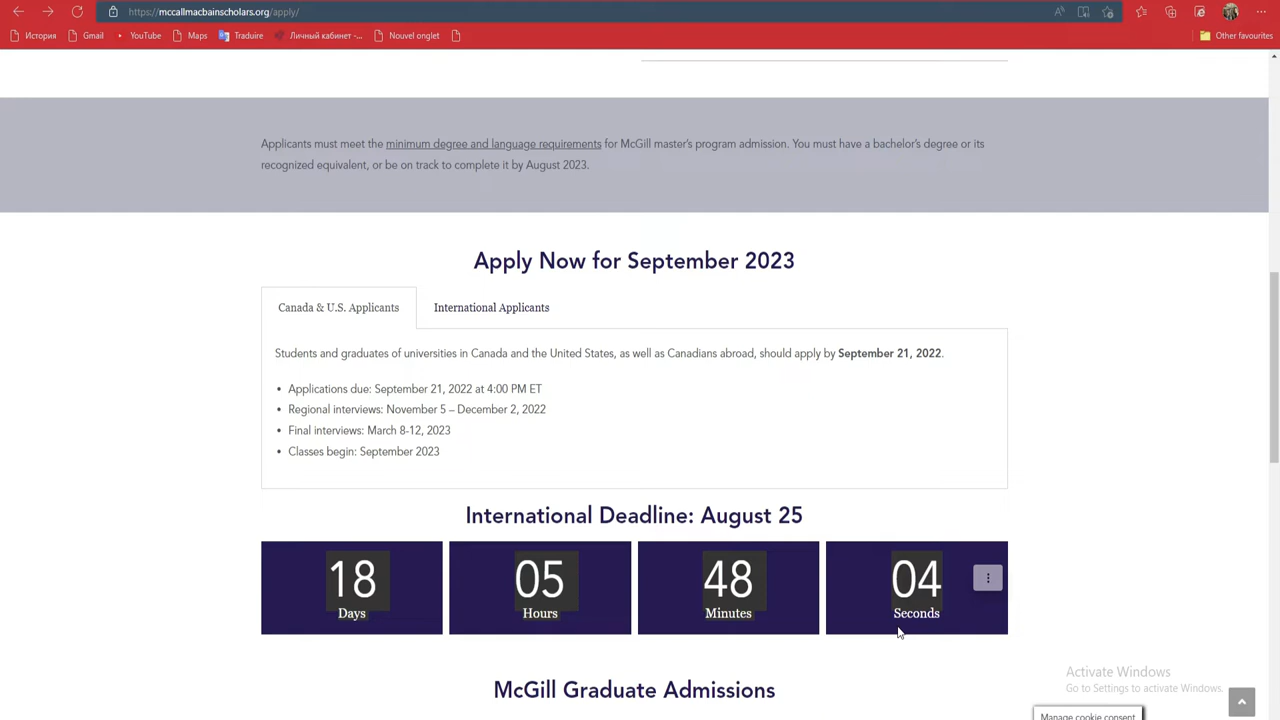 https://mccallmacbainscholars.org/apply/
История Gmail YouTube Maps Traduire Личный кабинет -... Nouvel onglet Other favourites
Applicants must meet the minimum degree and language requirements for McGill master's program admission. You must have a bachelor's degree or its
recognized equivalent, or be on track to complete it by August 2023.
Apply Now for September 2023
Canada & U.S. Applicants International Applicants
Students and graduates of universities in Canada and the United States, as well as Canadians abroad, should apply by September 21, 2022.
• Applications due: September 21, 2022 at 4:00 PM ET
• Regional interviews: November 5 – December 2, 2022
• Final interviews: March 8-12, 2023
• Classes begin: September 2023
International Deadline: August 25
18 05 48 04
Days Hours Minutes Seconds
Activate Windows
Go to Settings to activate Windows.
McGill Graduate Admissions
Manage cookie consent